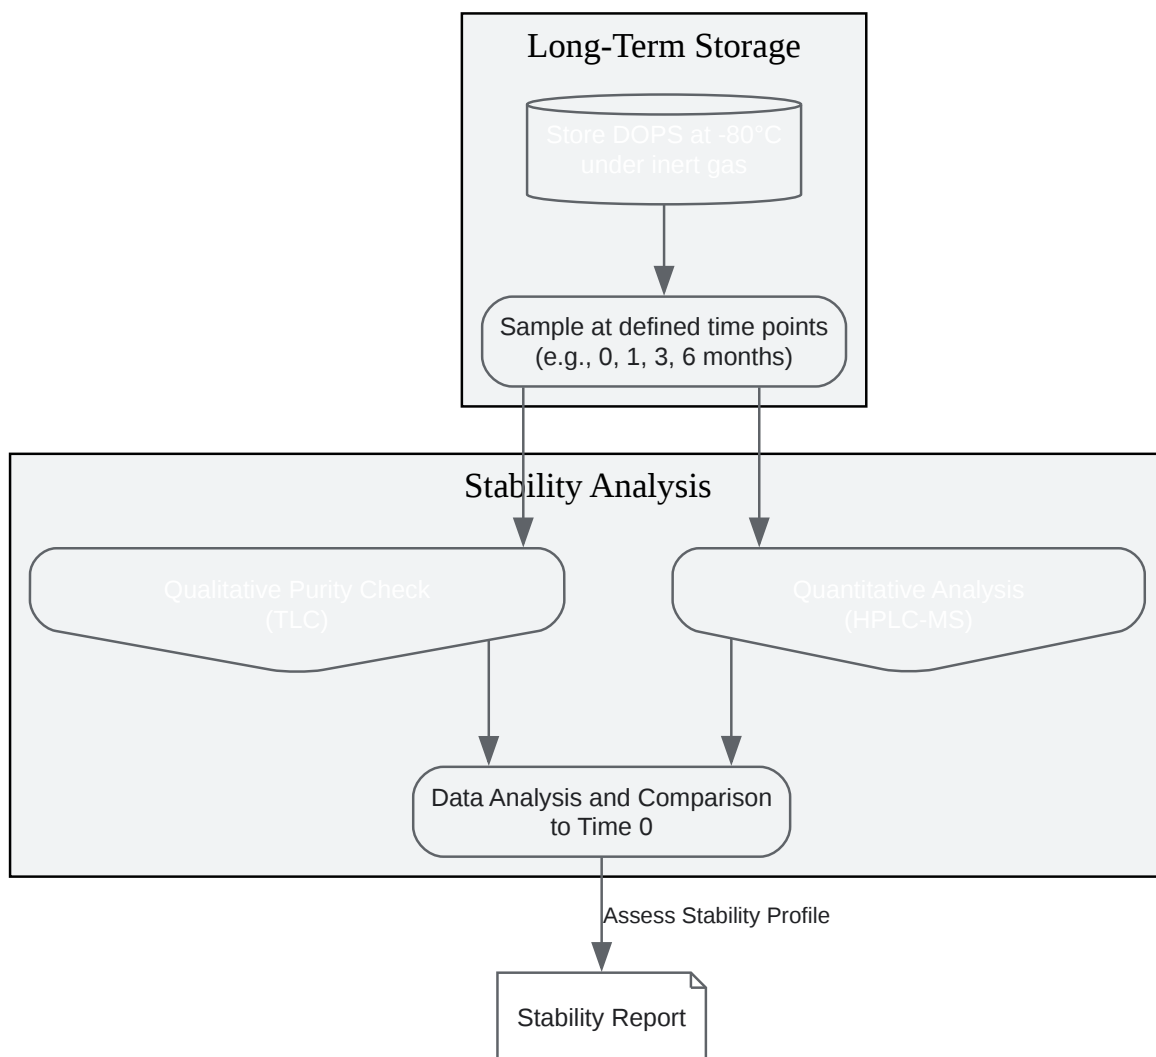 Long-Term Storage
Store DOPS at -80°C
under inert gas
Sample at defined time points
(e.g., 0, 1, 3, 6 months)
Stability Analysis
Qualitative Purity Check
(TLC)
Quantitative Analysis
(HPLC-MS)
Data Analysis and Comparison
to Time 0
Assess Stability Profile
Stability Report